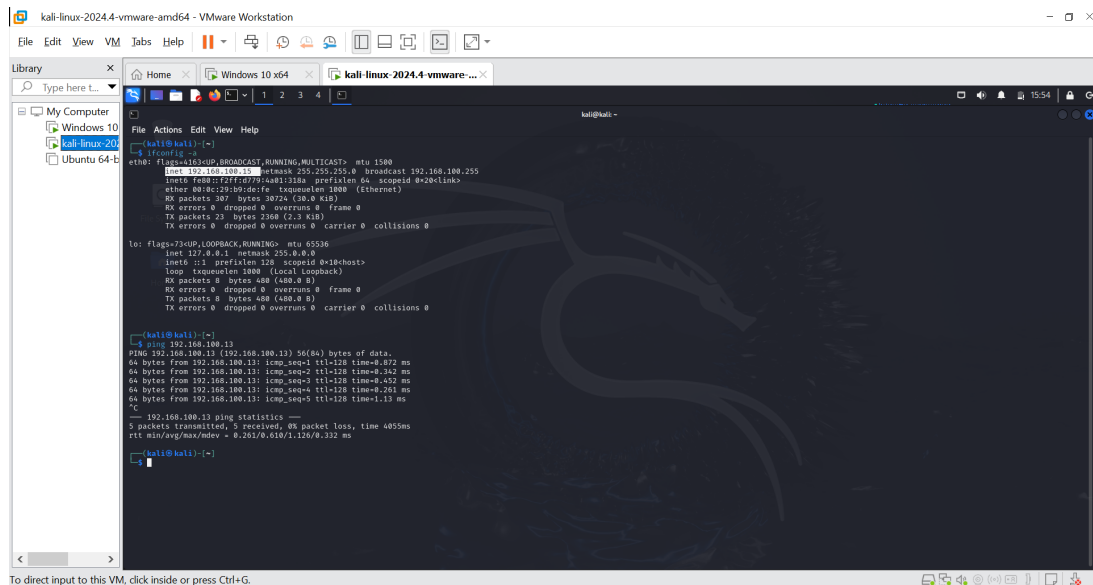 kali-linux-2024.4-vmware-amd64 - VMware Workstation
File Edit View VM Tabs Help
Library
Type here t...
My Computer
Windows 10
kali-linux-202
Ubuntu 64-b
Home
Windows 10 x64
kali-linux-2024.4-vmware-...
1 2 3 4
15:54
kali@kali: ~
File Actions Edit View Help
┌──(kali㉿kali)-[~]
└─$ ifconfig -a
eth0: flags=4163<UP,BROADCAST,RUNNING,MULTICAST> mtu 1500
inet 192.168.100.15 netmask 255.255.255.0 broadcast 192.168.100.255
inet6 fe80::f2ff:d779:4a01:318a prefixlen 64 scopeid 0×20<link>
ether 00:0c:29:b9:de:fe txqueuelen 1000 (Ethernet)
RX packets 307 bytes 30724 (30.0 KiB)
RX errors 0 dropped 0 overruns 0 frame 0
TX packets 23 bytes 2360 (2.3 KiB)
TX errors 0 dropped 0 overruns 0 carrier 0 collisions 0
lo: flags=73<UP,LOOPBACK,RUNNING> mtu 65536
inet 127.0.0.1 netmask 255.0.0.0
inet6 ::1 prefixlen 128 scopeid 0×10<host>
loop txqueuelen 1000 (Local Loopback)
RX packets 8 bytes 480 (480.0 B)
RX errors 0 dropped 0 overruns 0 frame 0
TX packets 8 bytes 480 (480.0 B)
TX errors 0 dropped 0 overruns 0 carrier 0 collisions 0
┌──(kali㉿kali)-[~]
└─$ ping 192.168.100.13
PING 192.168.100.13 (192.168.100.13) 56(84) bytes of data.
64 bytes from 192.168.100.13: icmp_seq=1 ttl=128 time=0.872 ms
64 bytes from 192.168.100.13: icmp_seq=2 ttl=128 time=0.342 ms
64 bytes from 192.168.100.13: icmp_seq=3 ttl=128 time=0.452 ms
64 bytes from 192.168.100.13: icmp_seq=4 ttl=128 time=0.261 ms
64 bytes from 192.168.100.13: icmp_seq=5 ttl=128 time=1.13 ms
^C
── 192.168.100.13 ping statistics ──
5 packets transmitted, 5 received, 0% packet loss, time 4055ms
rtt min/avg/max/mdev = 0.261/0.610/1.126/0.332 ms
┌──(kali㉿kali)-[~]
└─$
To direct input to this VM, click inside or press Ctrl+G.